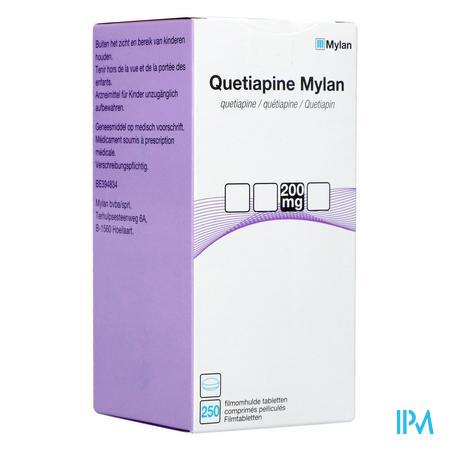 Buiten het zicht en bereik van kinderen
houden.
Tenir hors de la vue et de la portée des
enfants.
Arzneimittel für Kinder unzugänglich
aufbewahren.
Geneesmiddel op medisch voorschrift.
Médicament soumis à prescription
médicale.
Verschreibungspflichtig.
BE394834
Mylan bvba/sprl.
Terhulpsesteenweg 6A,
B-1560 Hoeilaart.
Mylan
Quetiapine Mylan
quetiapine / quétiapine / Quetiapin
200
mg
250
filmomhulde tabletten
comprimés pelliculés
Filmtabletten
IPM